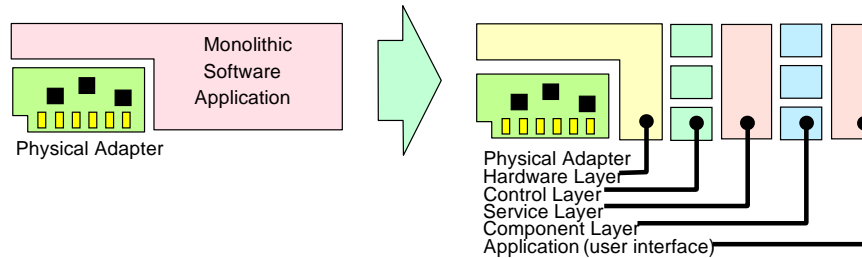 Monolithic
Software
Application
Physical Adapter
Physical Adapter
Hardware Layer
Control Layer
Service Layer
Component Layer
Application (user interface)